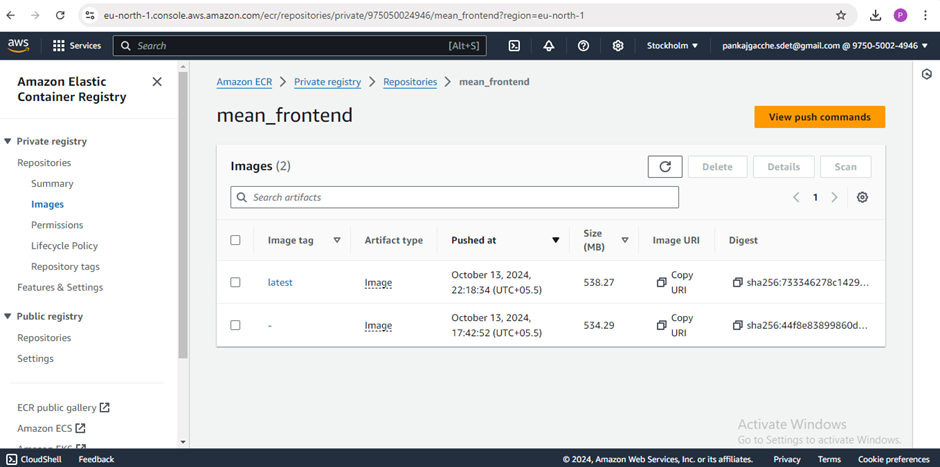 eu-north-1.console.aws.amazon.com/ecr/repositories/private/975050024946/mean_frontend?region=eu-north-1
P
aws
Services
Search
[Alt+S]
Stockholm
pankajgacche.sdet@gmail.com @ 9750-5002-4946
Amazon Elastic
Container Registry
Private registry
Repositories
Summary
Images
Permissions
Lifecycle Policy
Repository tags
Features & Settings
Public registry
Repositories
Settings
ECR public gallery
Amazon ECS
Amazon EKS
Amazon ECR > Private registry > Repositories > mean_frontend
mean_frontend
View push commands
Images (2)
Delete
Details
Scan
Search artifacts
1
Image tag
Artifact type
Pushed at
Size
(MB)
Image URI
Digest
latest
Image
October 13, 2024,
22:18:34 (UTC+05.5)
538.27
Copy
URI
sha256:733346278c1429...
-
Image
October 13, 2024,
17:42:52 (UTC+05.5)
534.29
Copy
URI
sha256:44f8e83899860d...
Activate Windows
Go to Settings to activate Windows.
CloudShell
Feedback
© 2024, Amazon Web Services, Inc. or its affiliates.
Privacy
Terms
Cookie preferences